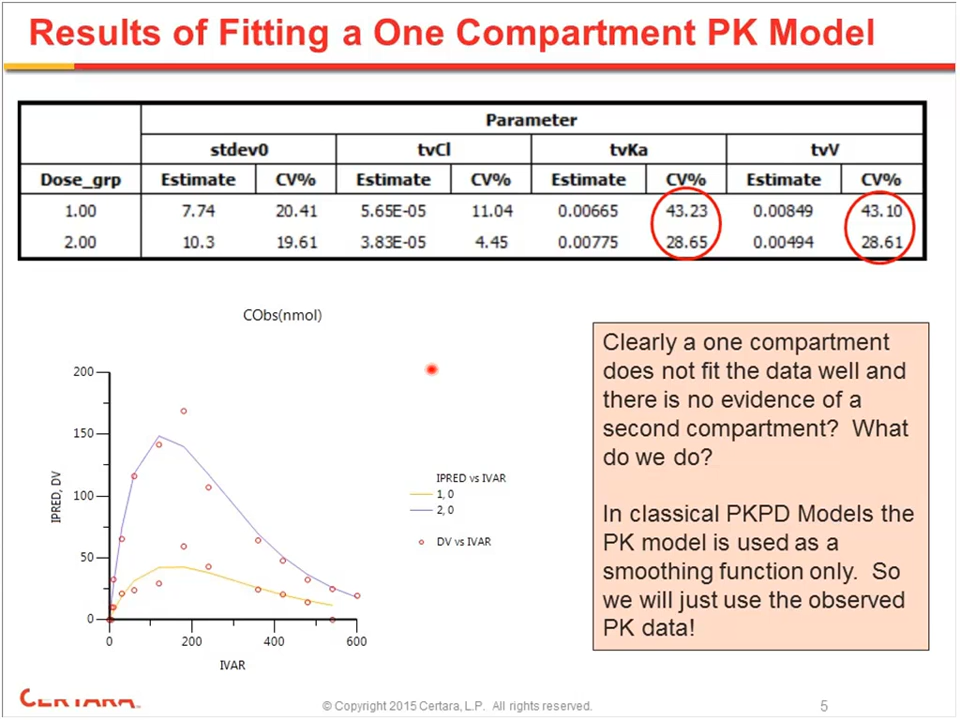 Results of Fitting a One Compartment PK Model
Parameter
stdev0 tvCl tvKa tvV
Dose_grp Estimate CV% Estimate CV% Estimate CV% Estimate CV%
1.00 7.74 20.41 5.65E-05 11.04 0.00665 43.23 0.00849 43.10
2.00 10.3 19.61 3.83E-05 4.45 0.00775 28.65 0.00494 28.61
CObs(nmol)
200
150
100
50
0
IPRED, DV
0 200 400 600
IVAR
IPRED vs IVAR
1, 0
2, 0
DV vs IVAR
Clearly a one compartment
does not fit the data well and
there is no evidence of a
second compartment? What
do we do?
In classical PKPD Models the
PK model is used as a
smoothing function only. So
we will just use the observed
PK data!
CERTARA
© Copyright 2015 Certara, L.P. All rights reserved.
5